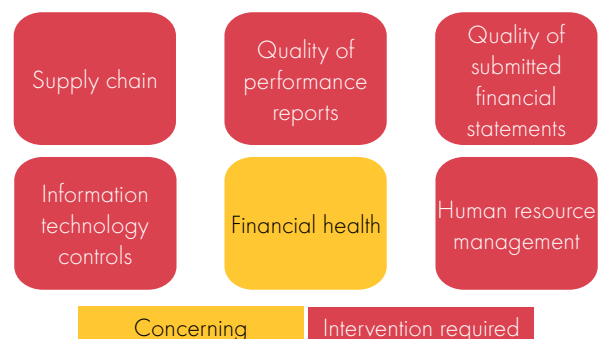 Supply chain
Quality of
performance
reports
Quality of
submitted
financial
statements
Information
technology
controls
Financial health
Human resource
management
Concerning
Intervention required